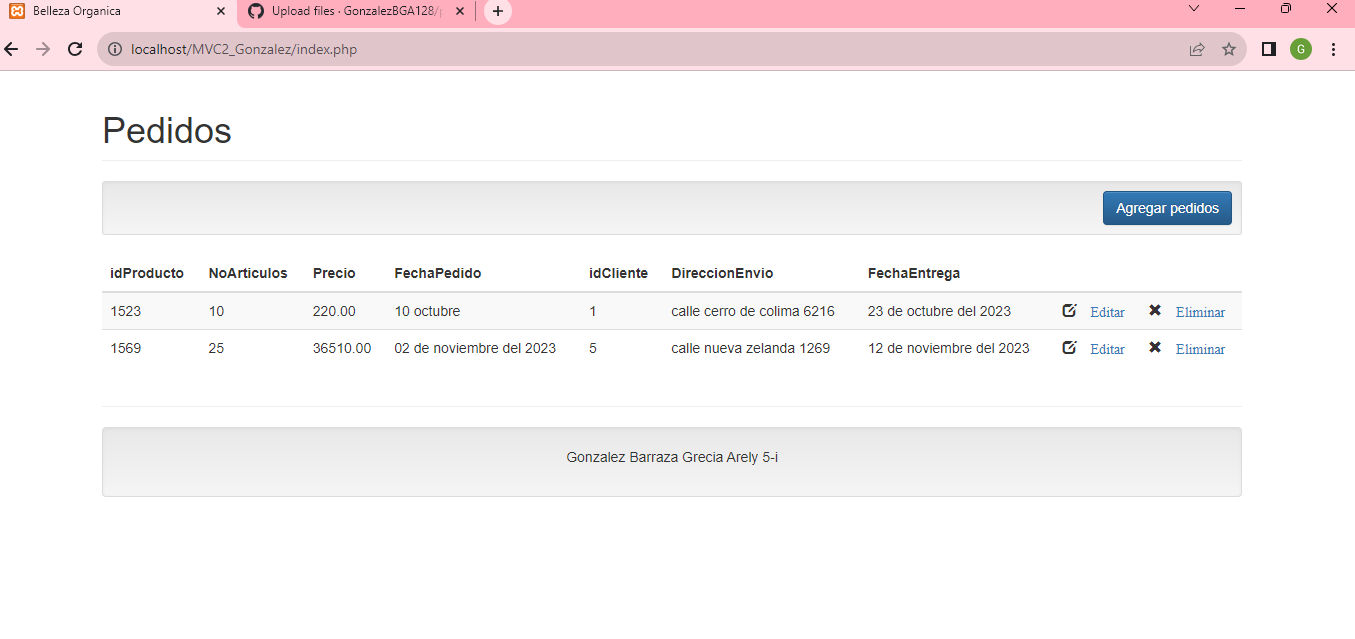 Belleza Organica
Upload files · GonzalezBGA128/
localhost/MVC2_Gonzalez/index.php
G
Pedidos
Agregar pedidos
idProducto NoArticulos Precio FechaPedido idCliente DireccionEnvio FechaEntrega
1523 10 220.00 10 octubre 1 calle cerro de colima 6216 23 de octubre del 2023 Editar Eliminar
1569 25 36510.00 02 de noviembre del 2023 5 calle nueva zelanda 1269 12 de noviembre del 2023 Editar Eliminar
Gonzalez Barraza Grecia Arely 5-i